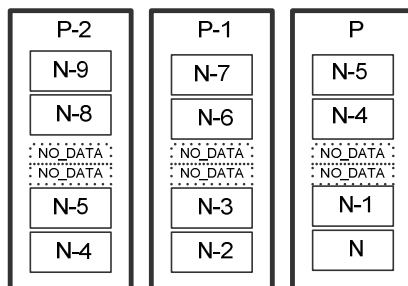 P-2
N-9
N-8
NO_DATA
NO_DATA
N-5
N-4
P-1
N-7
N-6
NO_DATA
NO_DATA
N-3
N-2
P
N-5
N-4
NO_DATA
NO_DATA
N-1
N